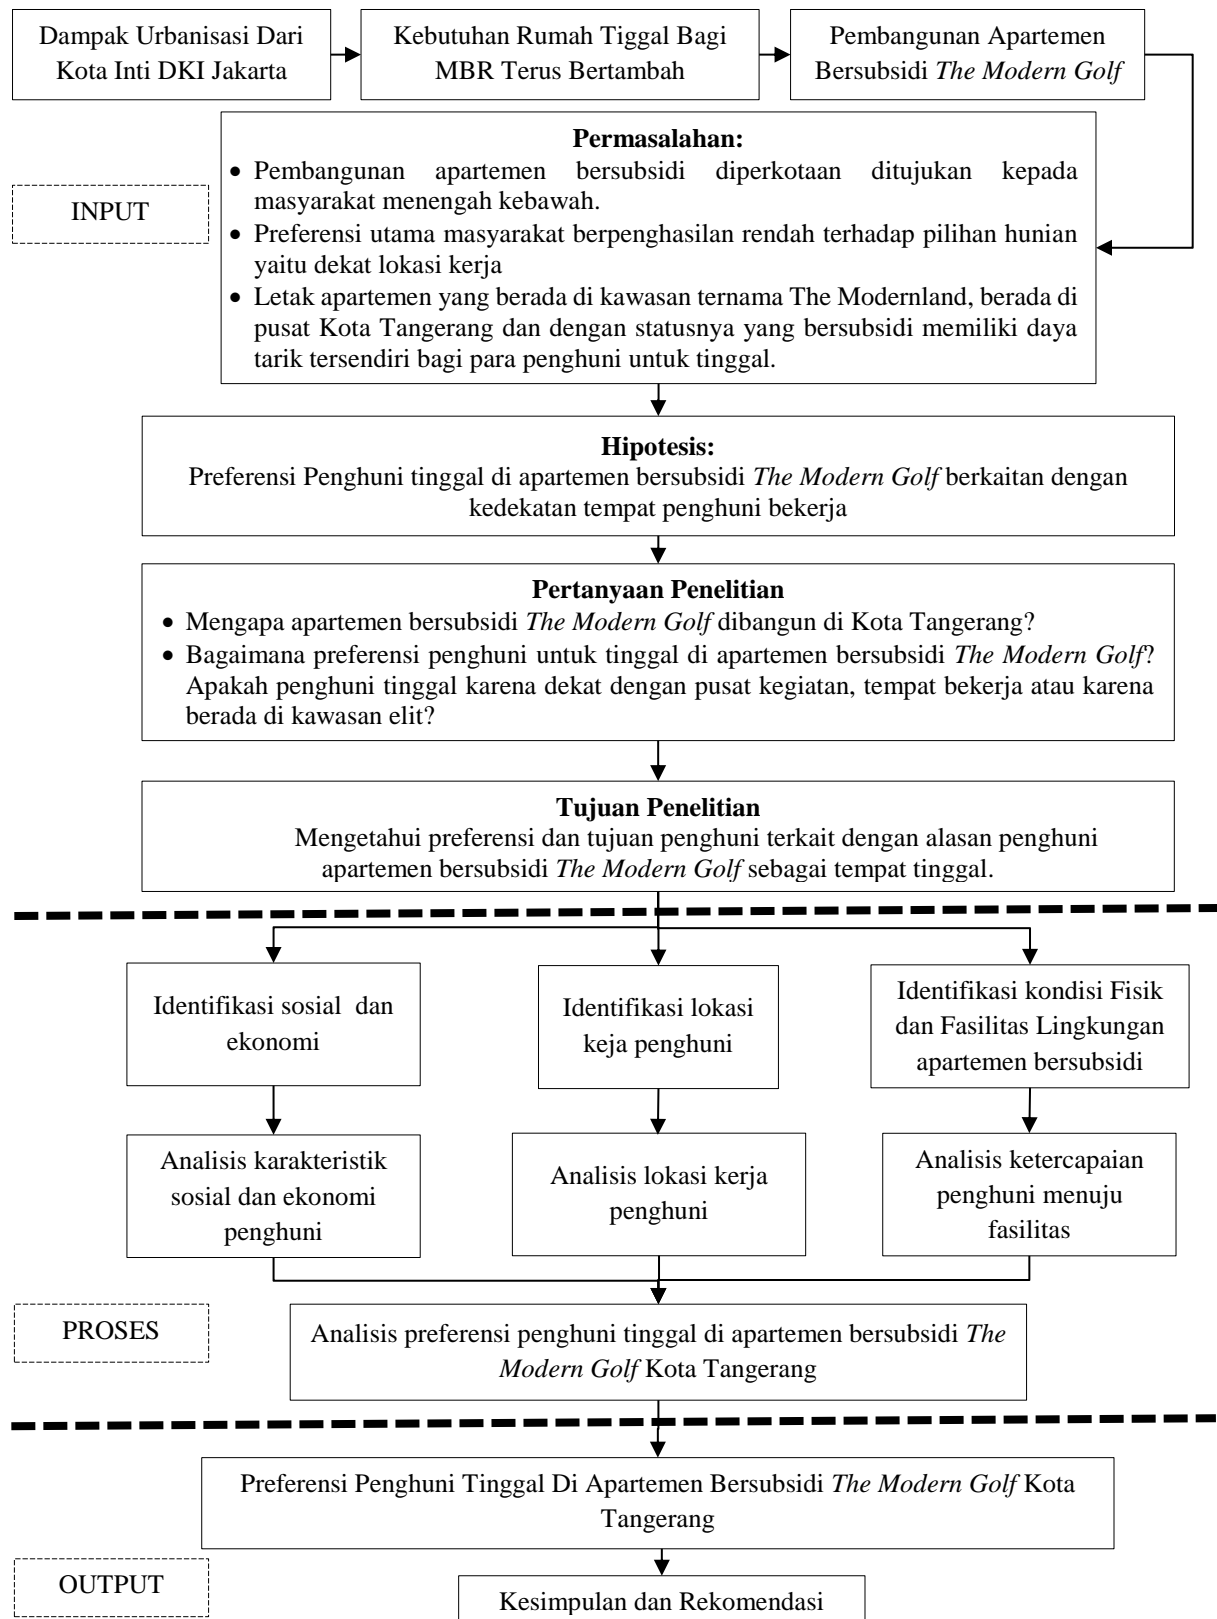 Dampak Urbanisasi Dari
Kota Inti DKI Jakarta
Kebutuhan Rumah Tiggal Bagi
MBR Terus Bertambah
Pembangunan Apartemen
Bersubsidi The Modern Golf
INPUT
Permasalahan:
• Pembangunan apartemen bersubsidi diperkotaan ditujukan kepada
masyarakat menengah kebawah.
• Preferensi utama masyarakat berpenghasilan rendah terhadap pilihan hunian
yaitu dekat lokasi kerja
• Letak apartemen yang berada di kawasan ternama The Modernland, berada di
pusat Kota Tangerang dan dengan statusnya yang bersubsidi memiliki daya
tarik tersendiri bagi para penghuni untuk tinggal.
Hipotesis:
Preferensi Penghuni tinggal di apartemen bersubsidi The Modern Golf berkaitan dengan
kedekatan tempat penghuni bekerja
Pertanyaan Penelitian
• Mengapa apartemen bersubsidi The Modern Golf dibangun di Kota Tangerang?
• Bagaimana preferensi penghuni untuk tinggal di apartemen bersubsidi The Modern Golf?
Apakah penghuni tinggal karena dekat dengan pusat kegiatan, tempat bekerja atau karena
berada di kawasan elit?
Tujuan Penelitian
Mengetahui preferensi dan tujuan penghuni terkait dengan alasan penghuni
apartemen bersubsidi The Modern Golf sebagai tempat tinggal.
Identifikasi sosial dan
ekonomi
Identifikasi lokasi
keja penghuni
Identifikasi kondisi Fisik
dan Fasilitas Lingkungan
apartemen bersubsidi
Analisis karakteristik
sosial dan ekonomi
penghuni
Analisis lokasi kerja
penghuni
Analisis ketercapaian
penghuni menuju
fasilitas
PROSES
Analisis preferensi penghuni tinggal di apartemen bersubsidi The
Modern Golf Kota Tangerang
Preferensi Penghuni Tinggal Di Apartemen Bersubsidi The Modern Golf Kota
Tangerang
OUTPUT
Kesimpulan dan Rekomendasi